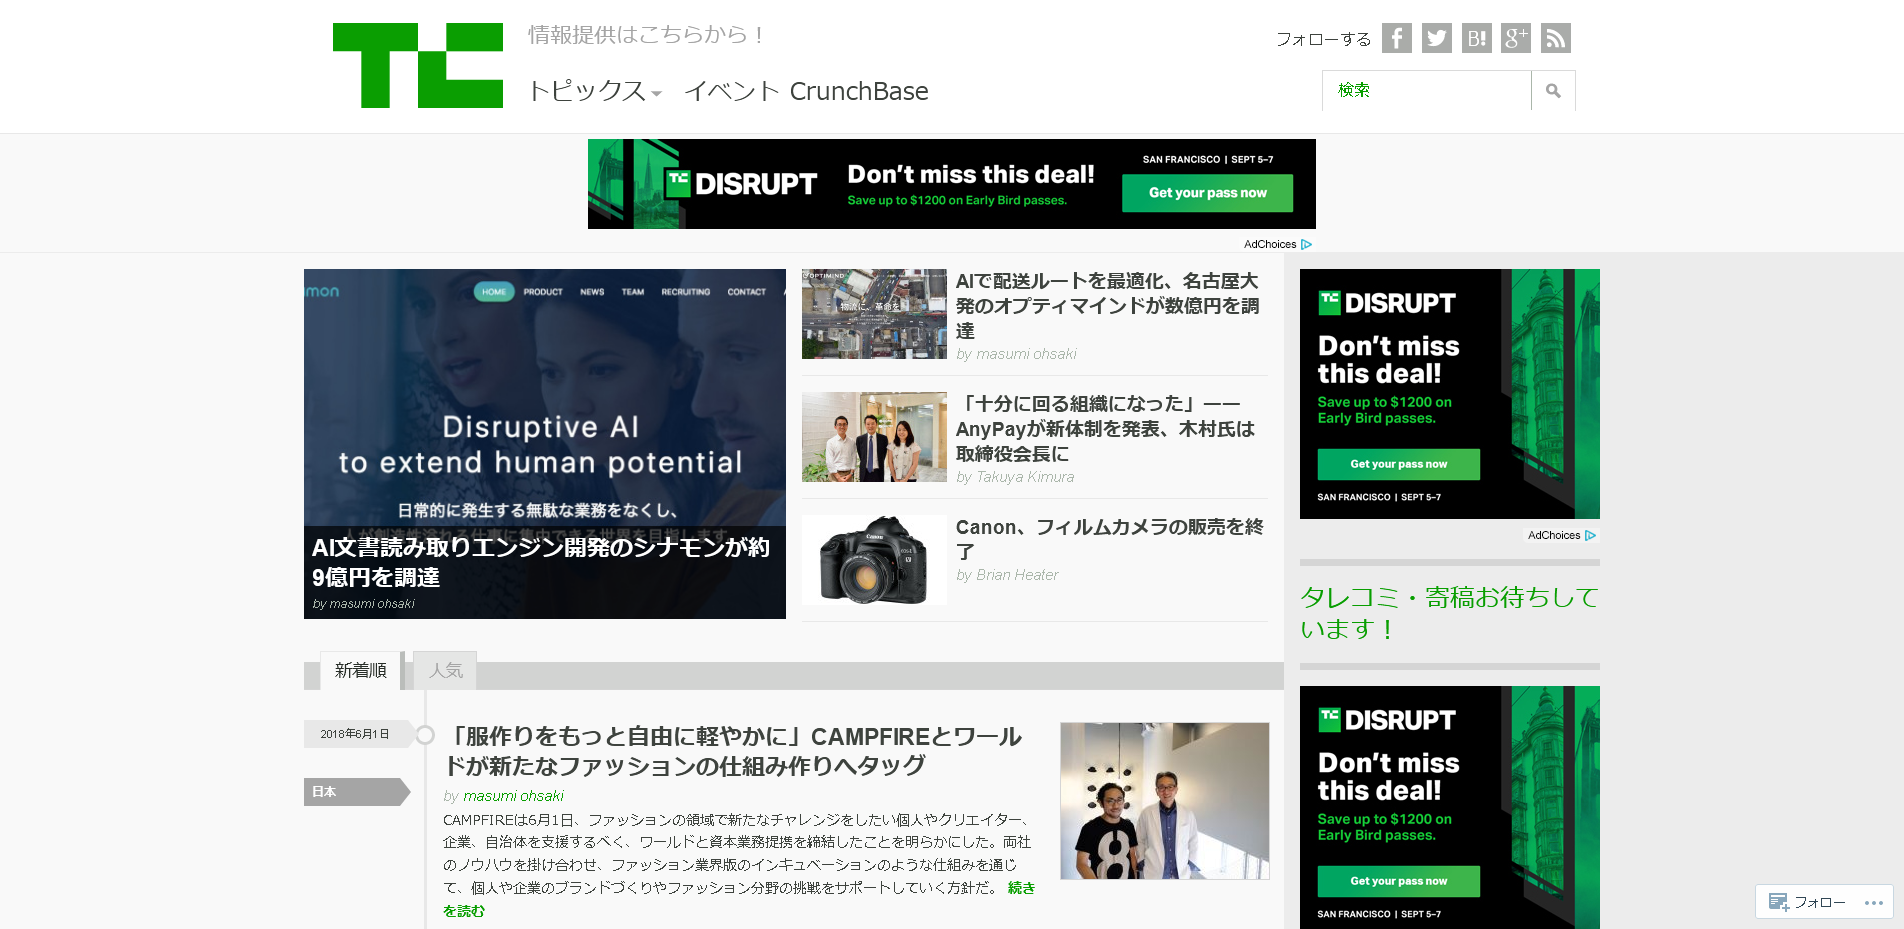 情報提供はこちらから！
トピックス イベント CrunchBase
フォローする
B!
g+
検索
TC DISRUPT
Don't miss this deal!
Save up to $1200 on Early Bird passes.
SAN FRANCISCO | SEPT 5–7
Get your pass now
AdChoices
HOME PRODUCT NEWS TEAM RECRUITING CONTACT
Disruptive AI
to extend human potential
日常的に発生する無駄な業務をなくし、
AI文書読み取りエンジン開発のシナモンが約
9億円を調達
by masumi ohsaki
OPTIMIND
物流に、革命を
AIで配送ルートを最適化、名古屋大
発のオプティマインドが数億円を調
達
by masumi ohsaki
「十分に回る組織になった」——
AnyPayが新体制を発表、木村氏は
取締役会長に
by Takuya Kimura
Canon
Canon、フィルムカメラの販売を終
了
by Brian Heater
TC DISRUPT
Don't miss
this deal!
Save up to $1200 on
Early Bird passes.
Get your pass now
SAN FRANCISCO | SEPT 5–7
AdChoices
タレコミ・寄稿お待ちして
います！
新着順 人気
2018年6月1日
日本
「服作りをもっと自由に軽やかに」CAMPFIREとワール
ドが新たなファッションの仕組み作りへタッグ
by masumi ohsaki
CAMPFIREは6月1日、ファッションの領域で新たなチャレンジをしたい個人やクリエイター、
企業、自治体を支援するべく、ワールドと資本業務提携を締結したことを明らかにした。両社
のノウハウを掛け合わせ、ファッション業界版のインキュベーションのような仕組みを通じ
て、個人や企業のブランドづくりやファッション分野の挑戦をサポートしていく方針だ。 続き
を読む
8
TC DISRUPT
Don't miss
this deal!
Save up to $1200 on
Early Bird passes.
Get your pass now
SAN FRANCISCO | SEPT 5–7
フォロー